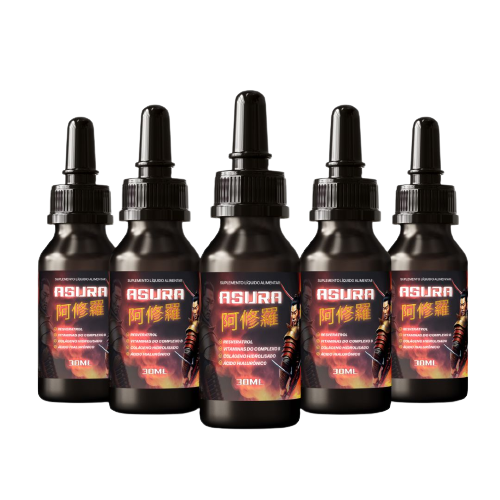 SUPLEMENTO LÍQUIDO ALIMENTAR
ASURA
阿修羅
RESVERATROL
VITAMINAS DO COMPLEXO B
COLÁGENO HIDROLISADO
ÁCIDO HIALURÔNICO
30ML